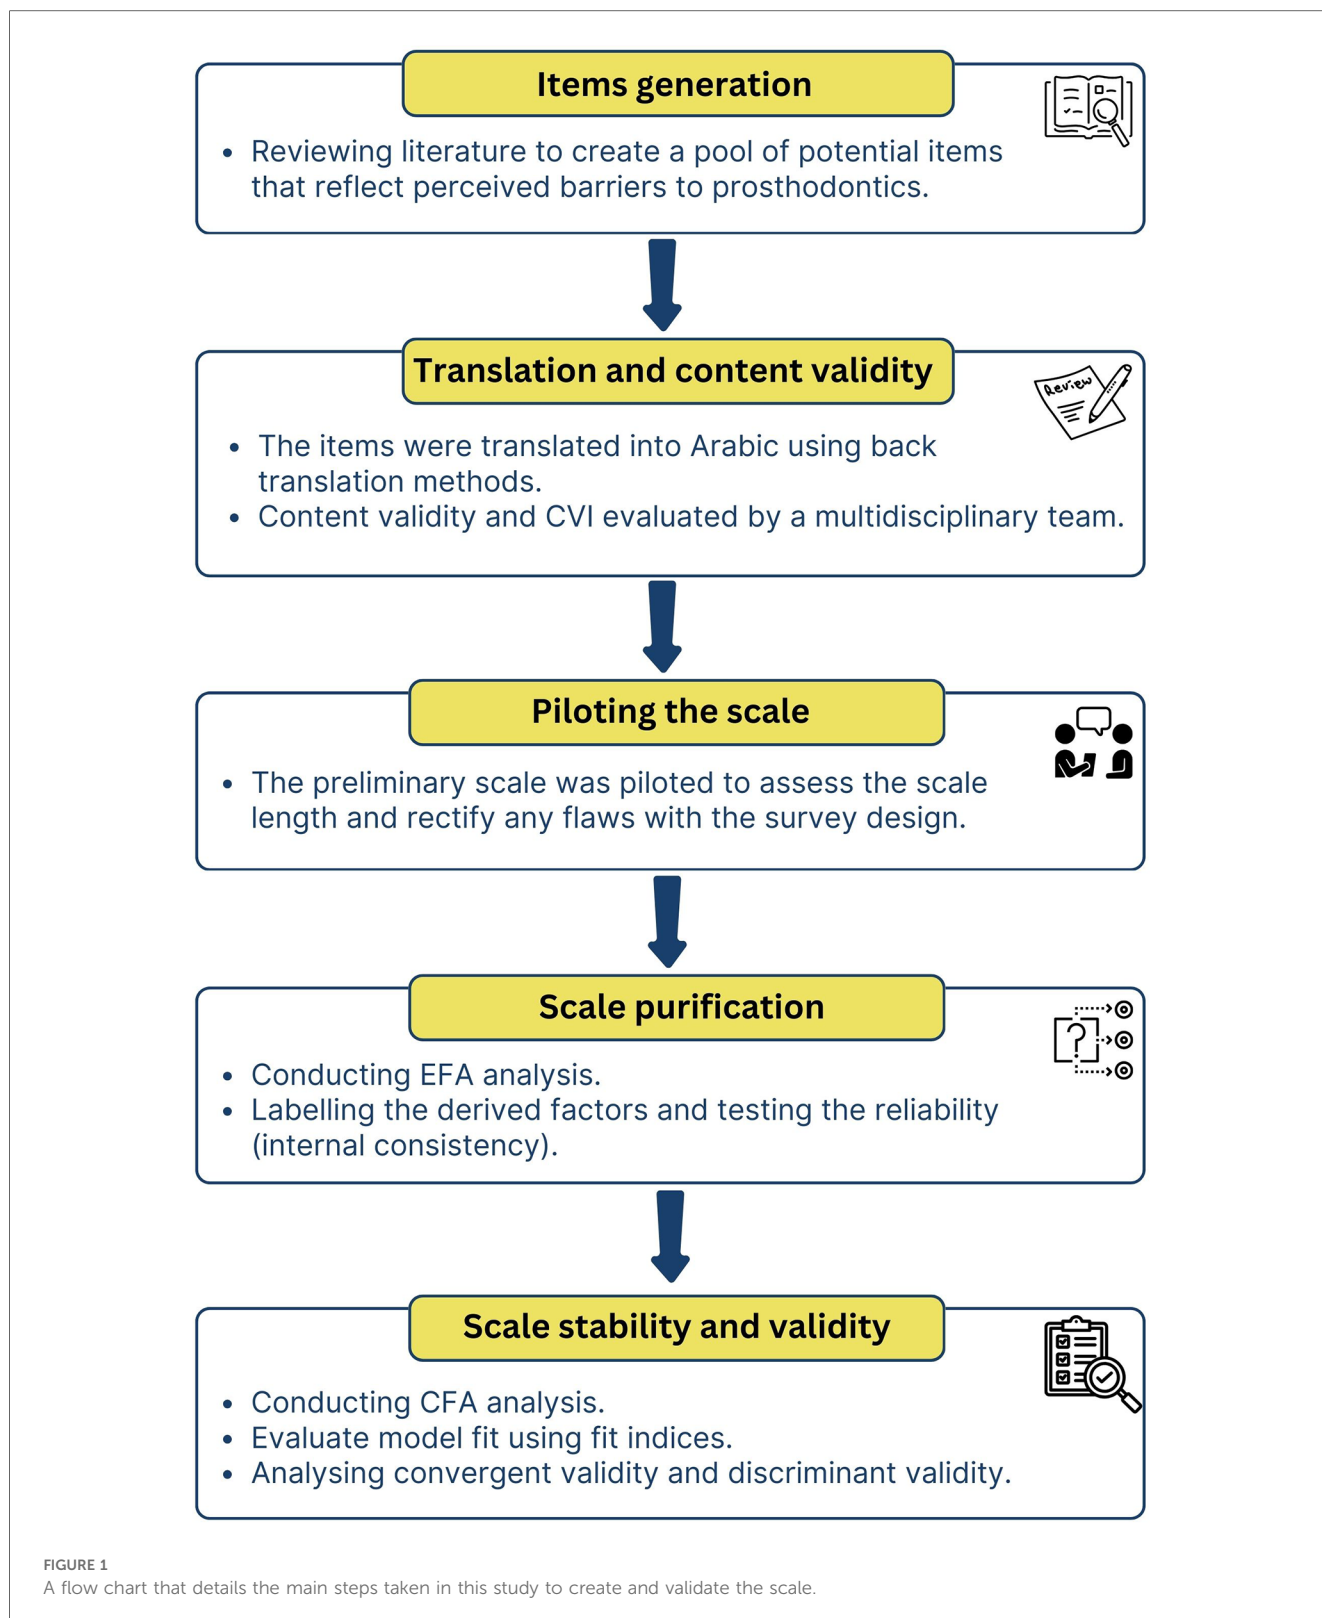 Items generation
• Reviewing literature to create a pool of potential items
that reflect perceived barriers to prosthodontics.
Translation and content validity
Review
• The items were translated into Arabic using back
translation methods.
• Content validity and CVI evaluated by a multidisciplinary team.
Piloting the scale
• The preliminary scale was piloted to assess the scale
length and rectify any flaws with the survey design.
Scale purification
?
• Conducting EFA analysis.
• Labelling the derived factors and testing the reliability
(internal consistency).
Scale stability and validity
• Conducting CFA analysis.
• Evaluate model fit using fit indices.
• Analysing convergent validity and discriminant validity.
FIGURE 1
A flow chart that details the main steps taken in this study to create and validate the scale.